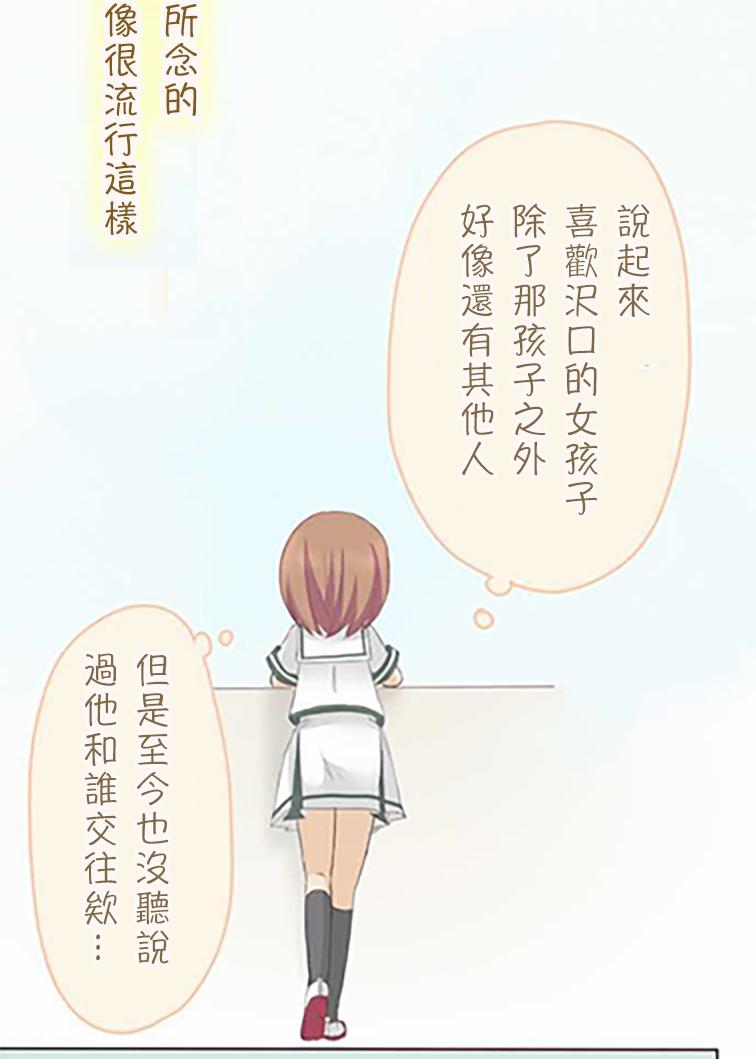 說起來
喜歡沢口的女孩子
除了那孩子之外
好像還有其他人
所念的
像很流行這樣
但是至今也沒聽說
過他和誰交往欸…